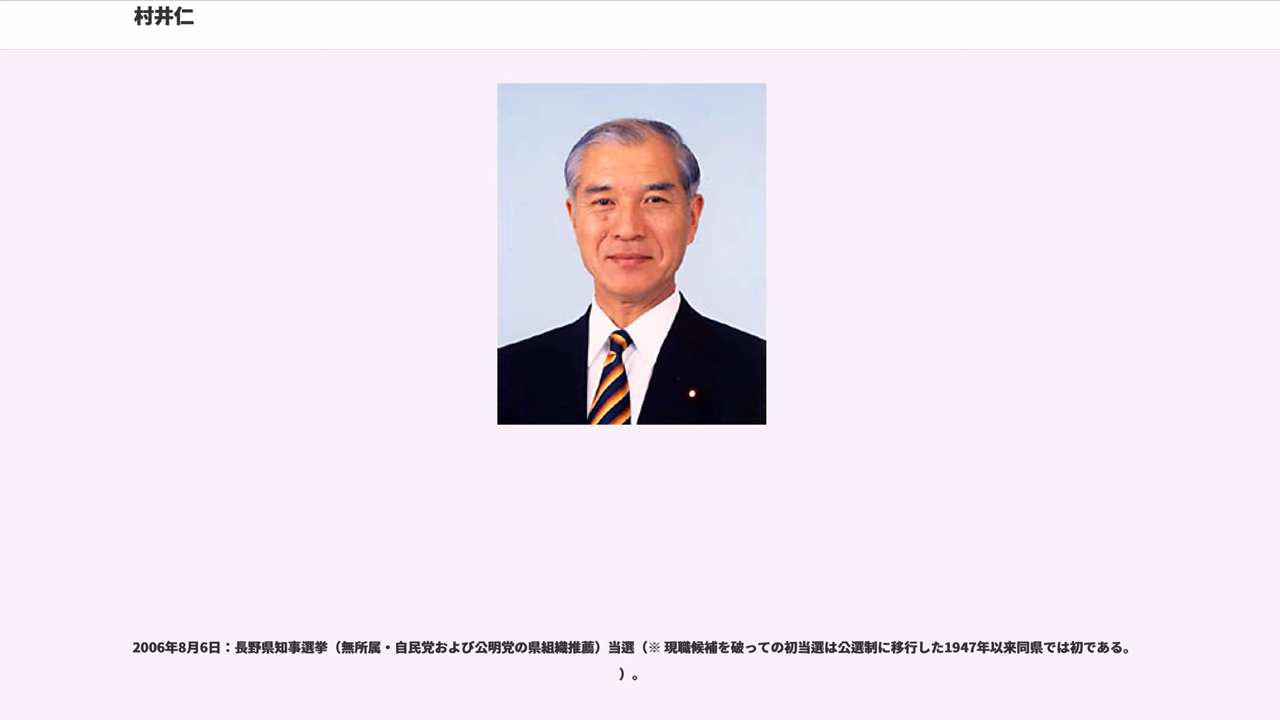 村井仁
2006年8月6日：長野県知事選挙（無所属・自民党および公明党の県組織推薦）当選（※ 現職候補を破っての初当選は公選制に移行した1947年以来同県では初である。
）。